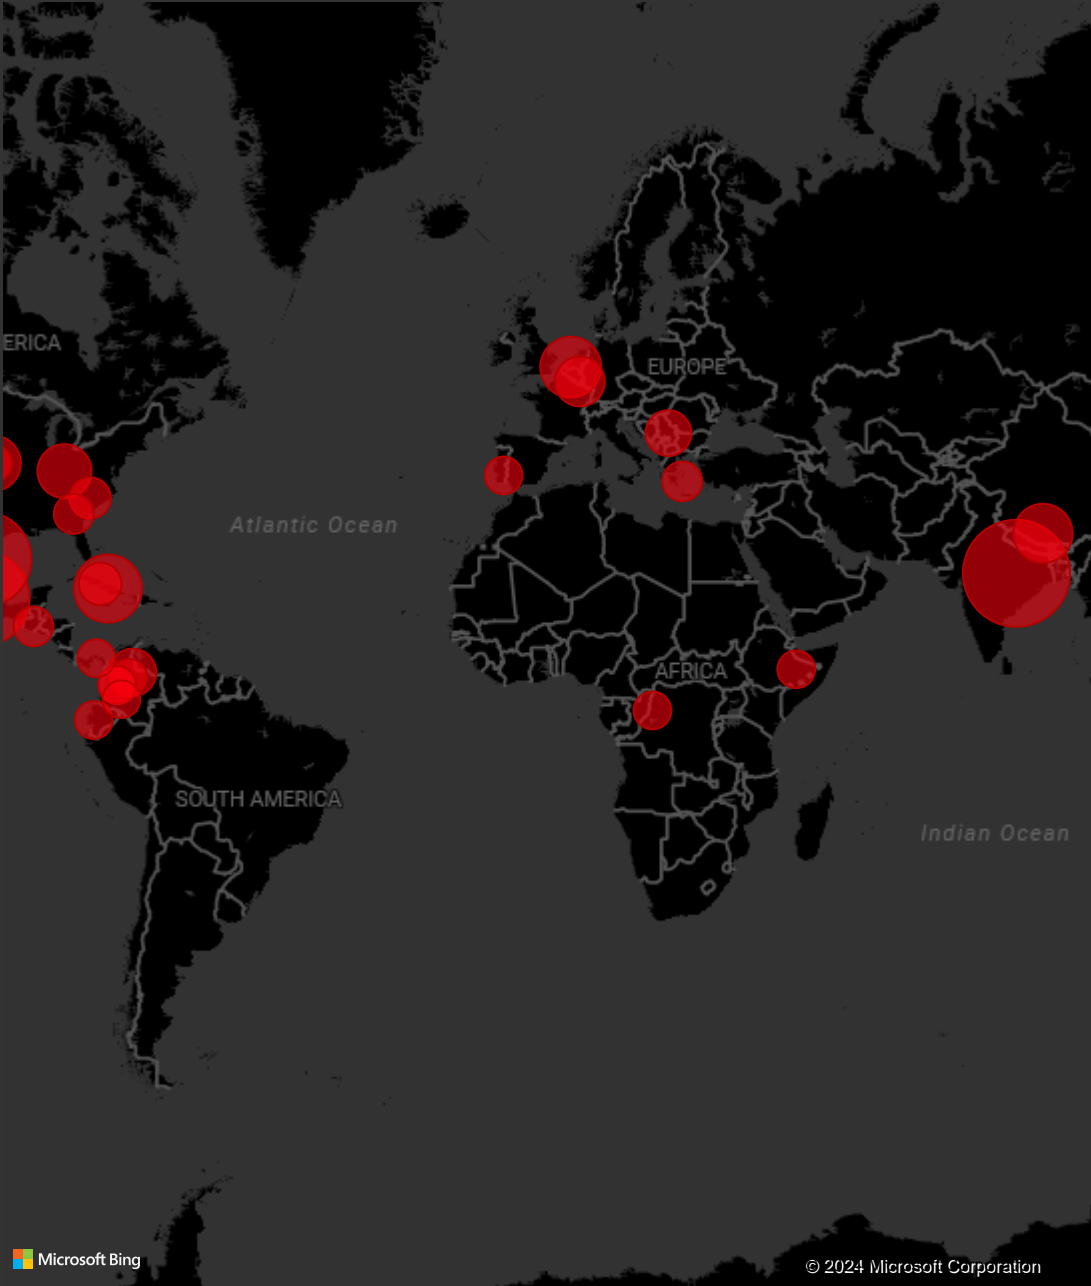 ERICA
EUROPE
Atlantic Ocean
AFRICA
SOUTH AMERICA
Indian Ocean
Microsoft Bing
© 2024 Microsoft Corporation